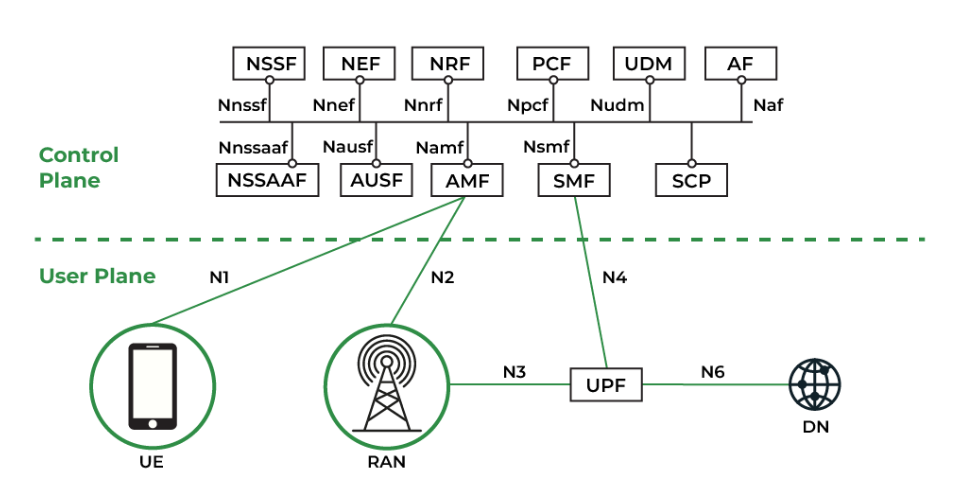 NSSF NEF NRF PCF UDM AF
Nnssf Nnef Nnrf Npcf Nudm Naf
Nnssaaf Nausf Namf Nsmf
Control
Plane
NSSAAF AUSF AMF SMF SCP
User Plane
N1 N2 N4
N3 N6
UPF
DN
UE RAN